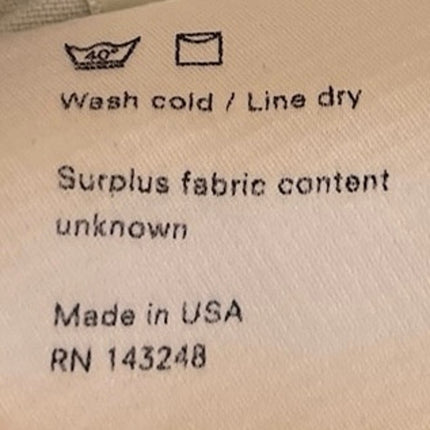 40°
Wash cold / Line dry
Surplus fabric content
unknown
Made in USA
RN 143248